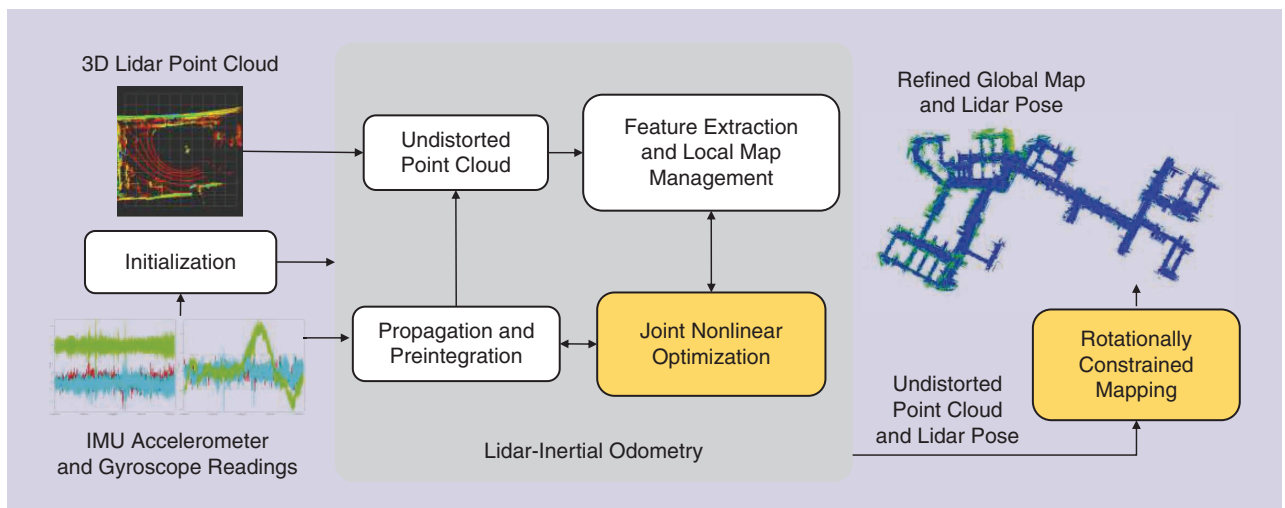 3D Lidar Point Cloud
Initialization
IMU Accelerometer
and Gyroscope Readings
Undistorted
Point Cloud
Feature Extraction
and Local Map
Management
Propagation and
Preintegration
Joint Nonlinear
Optimization
Lidar-Inertial Odometry
Refined Global Map
and Lidar Pose
Rotationally
Constrained
Mapping
Undistorted
Point Cloud
and Lidar Pose